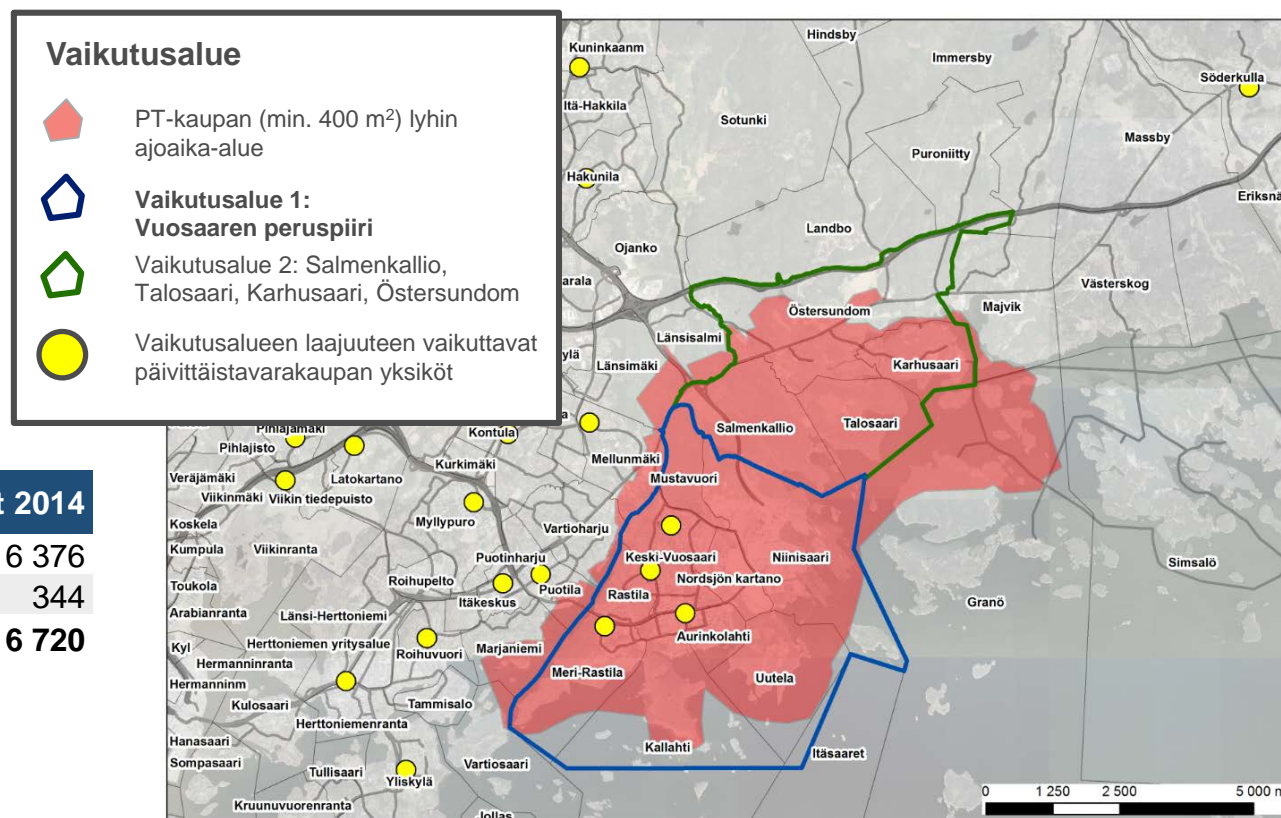 Vaikutusalue
PT-kaupan (min. 400 m²) lyhin
ajoaika-alue
Vaikutusalue 1:
Vuosaaren peruspiiri
Vaikutusalue 2: Salmenkallio,
Talosaari, Karhusaari, Östersundom
Vaikutusalueen laajuuteen vaikuttavat
päivittäistavarakaupan yksiköt
t 2014
6 376
344
6 720
Hindsby
Kuninkaanm
Immersby
Söderkulla
Itä-Hakkila
Sotunki
Massby
Puroniitty
Hakunila
Eriksnä
Landbo
Ojanko
arala
Västerskog
Östersundom
Majvik
Länsisalmi
ylä
Länsimäki
Karhusaari
a
Salmenkallio
Talosaari
Pihlajamäki
Kontula
Pihlajisto
Mellunmäki
Kurkimäki
Veräjämäki
Latokartano
Mustavuori
Viikinmäki
Viikin tiedepuisto
Myllypuro
Koskela
Vartioharju
Kumpula
Viikinranta
Puotinharju
Keski-Vuosaari
Niinisaari
Simsalö
Roihupelto
Nordsjön kartano
Toukola
Itäkeskus
Puotila
Rastila
Granö
Arabianranta
Länsi-Herttoniemi
Aurinkolahti
Kyl
Herttoniemen yritysalue
Roihuvuori
Marjaniemi
Hermanninranta
Meri-Rastila
Uutela
Hermanninm
Kulosaari
Tammisalo
Herttoniemenranta
Hanasaari
Kallahti
Itäsaaret
Sompasaari
Tullisaari
Yliskylä
Vartiosaari
Kruunuvuorenranta
Jollas
0 1 250 2 500 5 000 m